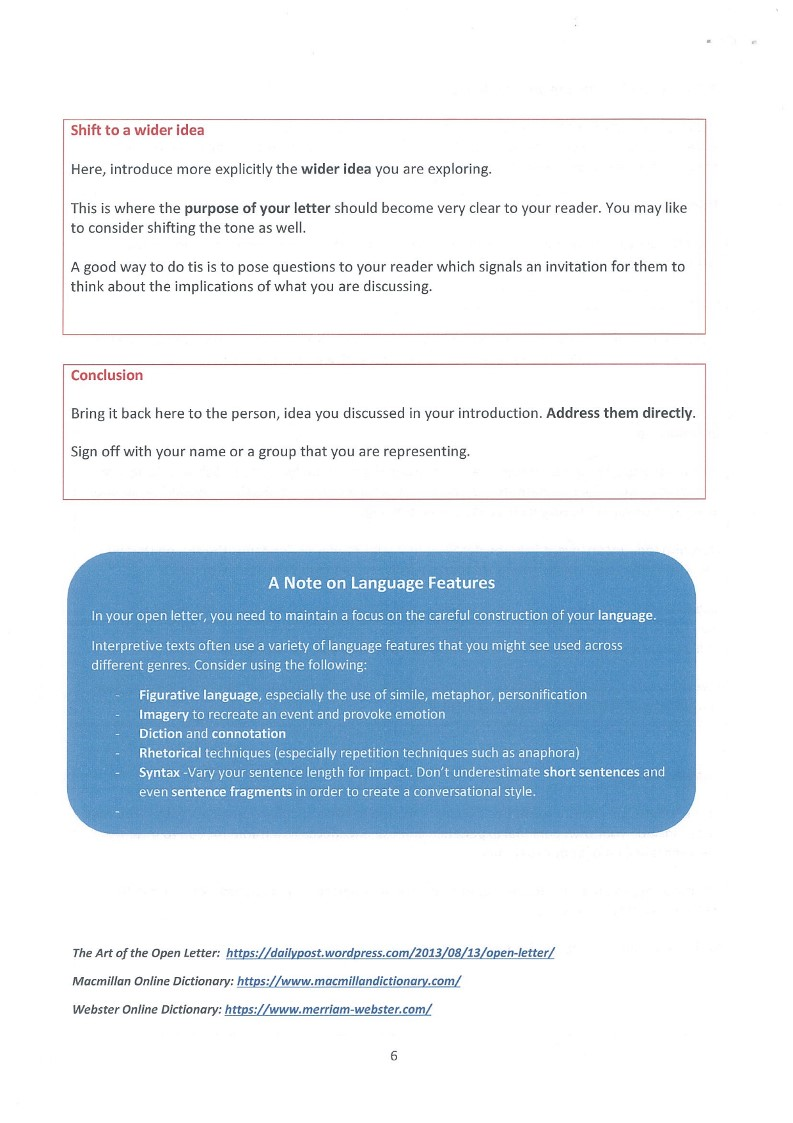 Shift to a wider idea
Here, introduce more explicitly the wider idea you are exploring.
This is where the purpose of your letter should become very clear to your reader. You may like
to consider shifting the tone as well.
A good way to do tis is to pose questions to your reader which signals an invitation for them to
think about the implications of what you are discussing.
Conclusion
Bring it back here to the person, idea you discussed in your introduction. Address them directly.
Sign off with your name or a group that you are representing.
A Note on Language Features
In your open letter, you need to maintain a focus on the careful construction of your language.
Interpretive texts often use a variety of language features that you might see used across
different genres. Consider using the following:
- Figurative language, especially the use of simile, metaphor, personification
- Imagery to recreate an event and provoke emotion
- Diction and connotation
- Rhetorical techniques (especially repetition techniques such as anaphora)
- Syntax -Vary your sentence length for impact. Don't underestimate short sentences and
even sentence fragments in order to create a conversational style.
-
The Art of the Open Letter: https://dailypost.wordpress.com/2013/08/13/open-letter/
Macmillan Online Dictionary: https://www.macmillandictionary.com/
Webster Online Dictionary: https://www.merriam-webster.com/
6